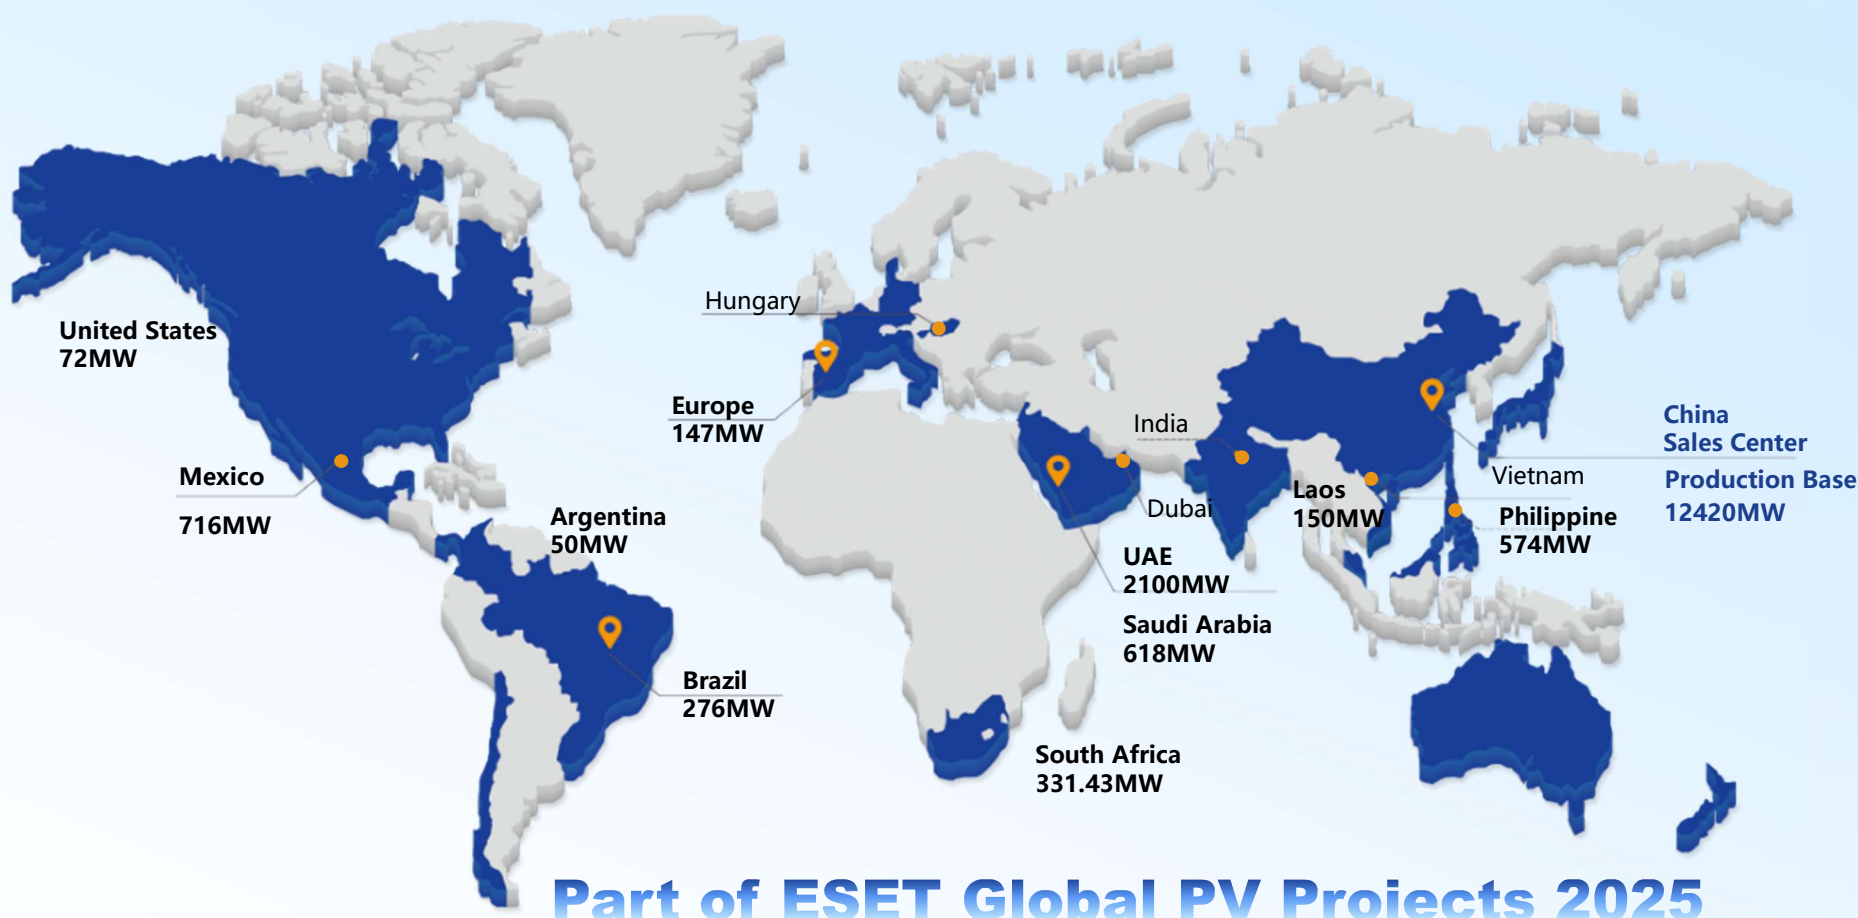 Hungary
United States
72MW
Europe
147MW
India
China
Sales Center
Production Base
12420MW
Mexico
716MW
Vietnam
Laos
150MW
Dubai
Philippine
574MW
Argentina
50MW
UAE
2100MW
Saudi Arabia
618MW
Brazil
276MW
South Africa
331.43MW
Part of ESET Global PV Projects 2025